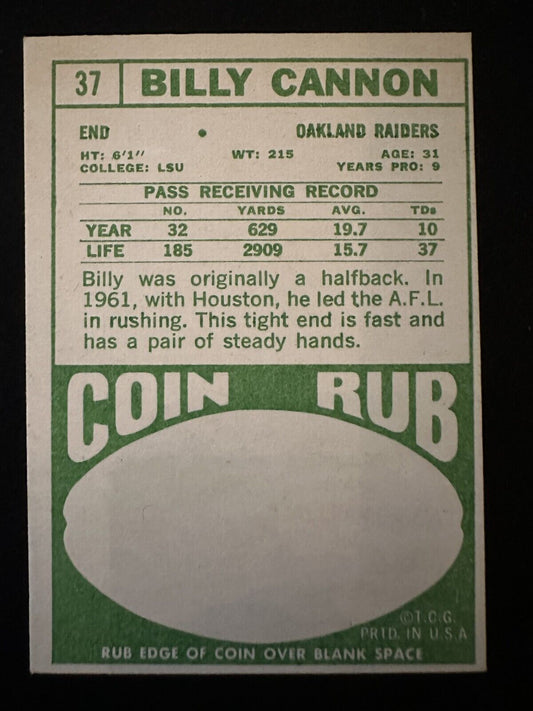 37 BILLY CANNON
END • OAKLAND RAIDERS
HT: 6'1" WT: 215 AGE: 31
COLLEGE: LSU YEARS PRO: 9
PASS RECEIVING RECORD
NO. YARDS AVG. TDs
YEAR 32 629 19.7 10
LIFE 185 2909 15.7 37
Billy was originally a halfback. In
1961, with Houston, he led the A.F.L.
in rushing. This tight end is fast and
has a pair of steady hands.
COIN RUB
©T.C.G.
PRTD. IN U.S.A
RUB EDGE OF COIN OVER BLANK SPACE